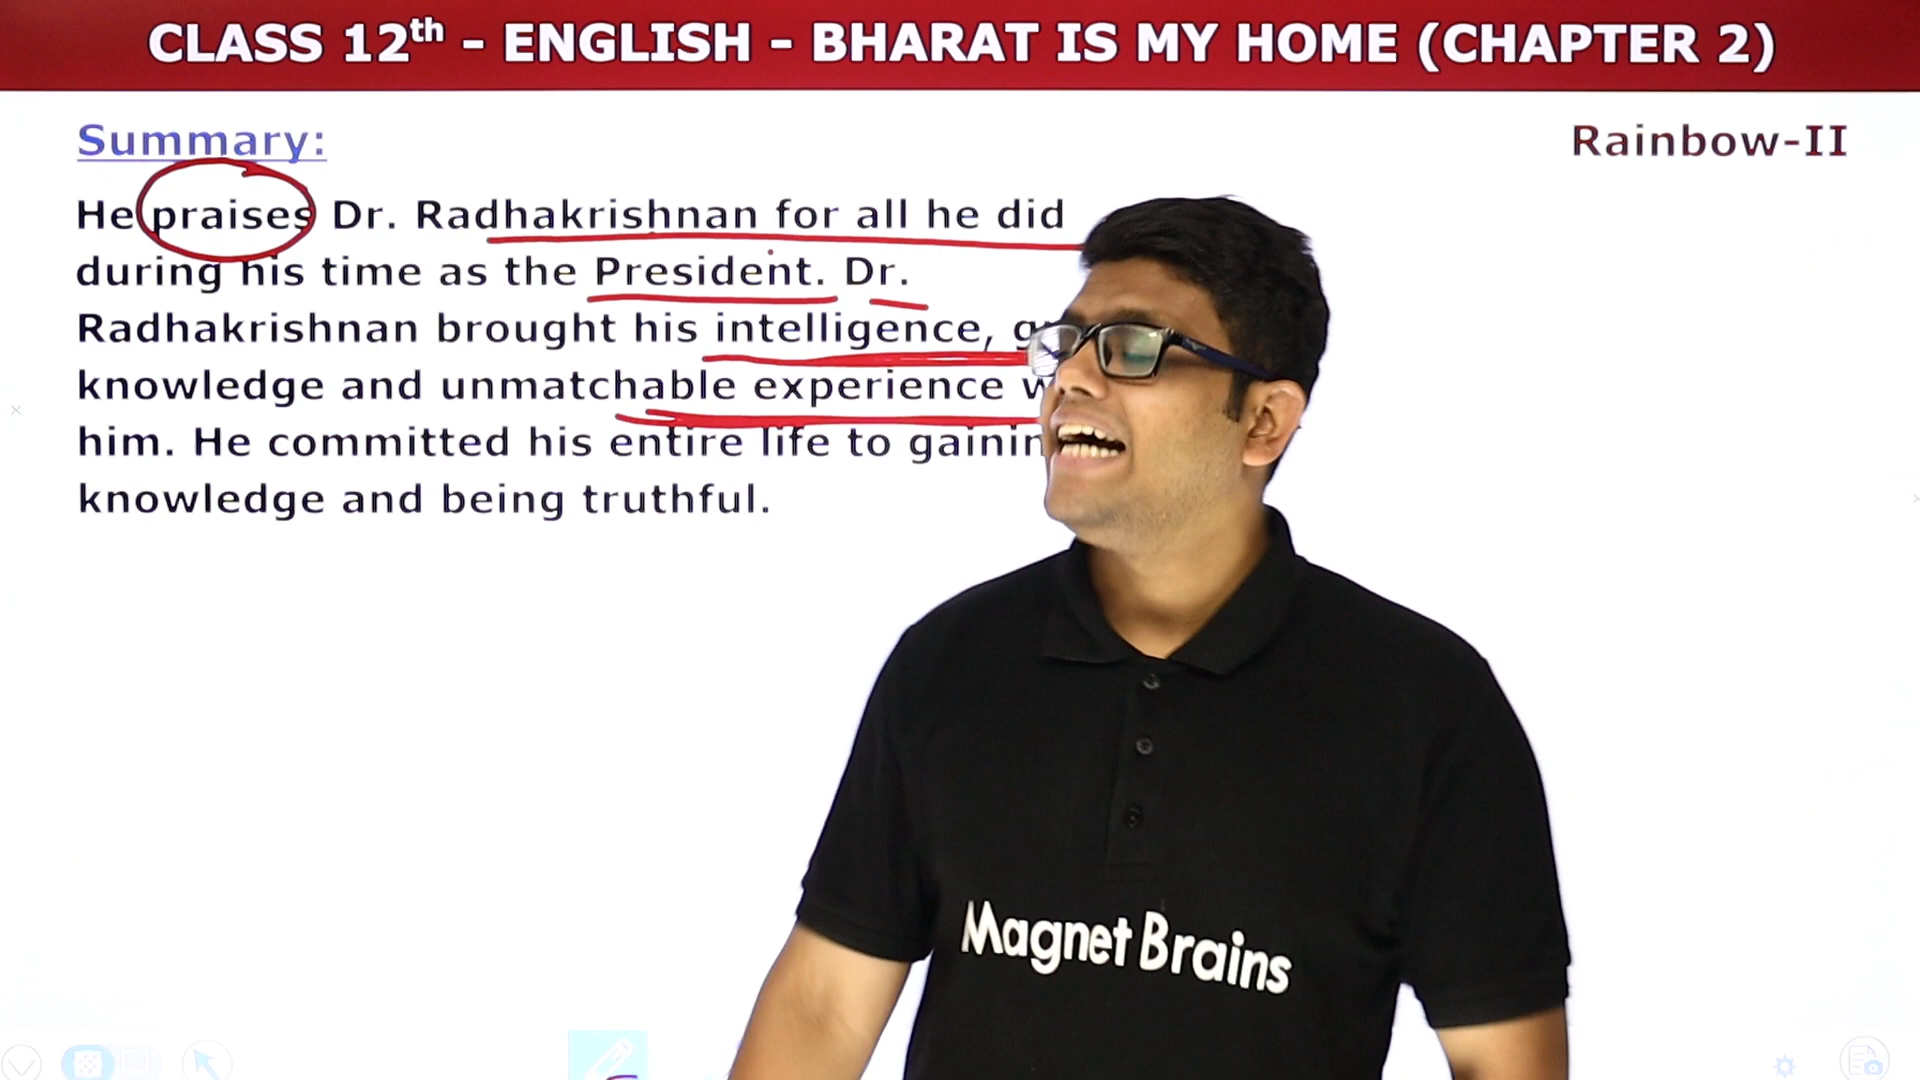 CLASS 12th - ENGLISH - BHARAT IS MY HOME (CHAPTER 2)
Summary:
Rainbow-II
He praises Dr. Radhakrishnan for all he did
during his time as the President. Dr.
Radhakrishnan brought his intelligence,
knowledge and unmatchable experience
him. He committed his entire life to
knowledge and being truthful.
Magnet Brains